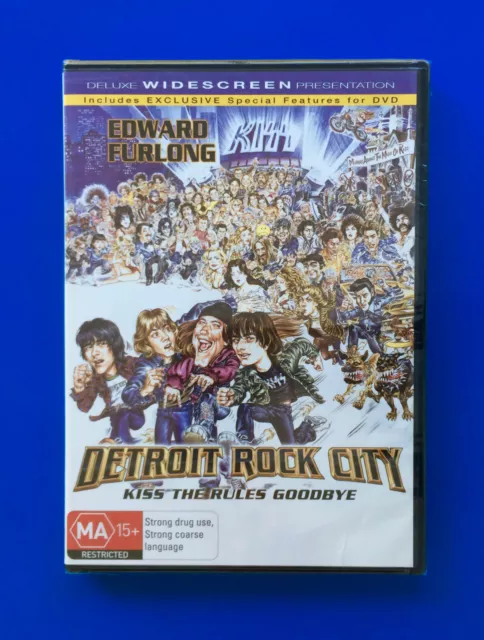 DELUXE WIDESCREEN PRESENTATION
Includes EXCLUSIVE Special Features for DVD
EDWARD
FURLONG
KISS
KISS
DETROIT ROCK CITY
KISS THE RULES GOODBYE
MA 15+
RESTRICTED
Strong drug use,
Strong coarse
language